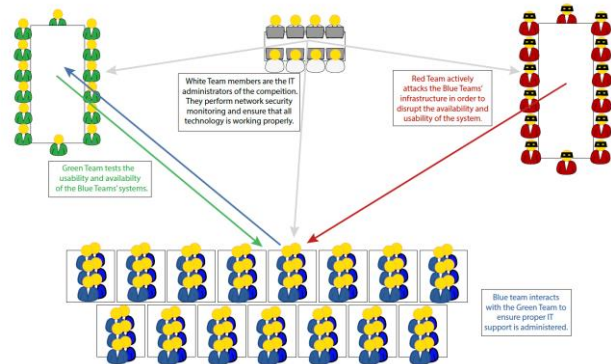 White Team members are the IT
administrators of the compeition.
They perform network security
monitoring and ensure that all
technology is working properly.
Red Team actively
attacks the Blue Teams'
infrastructure in order to
disrupt the availability and
usability of the system.
Green Team tests the
usability and availablity
of the Blue Teams' systems.
Blue team interacts
with the Green Team to
ensure proper IT
support is administered.